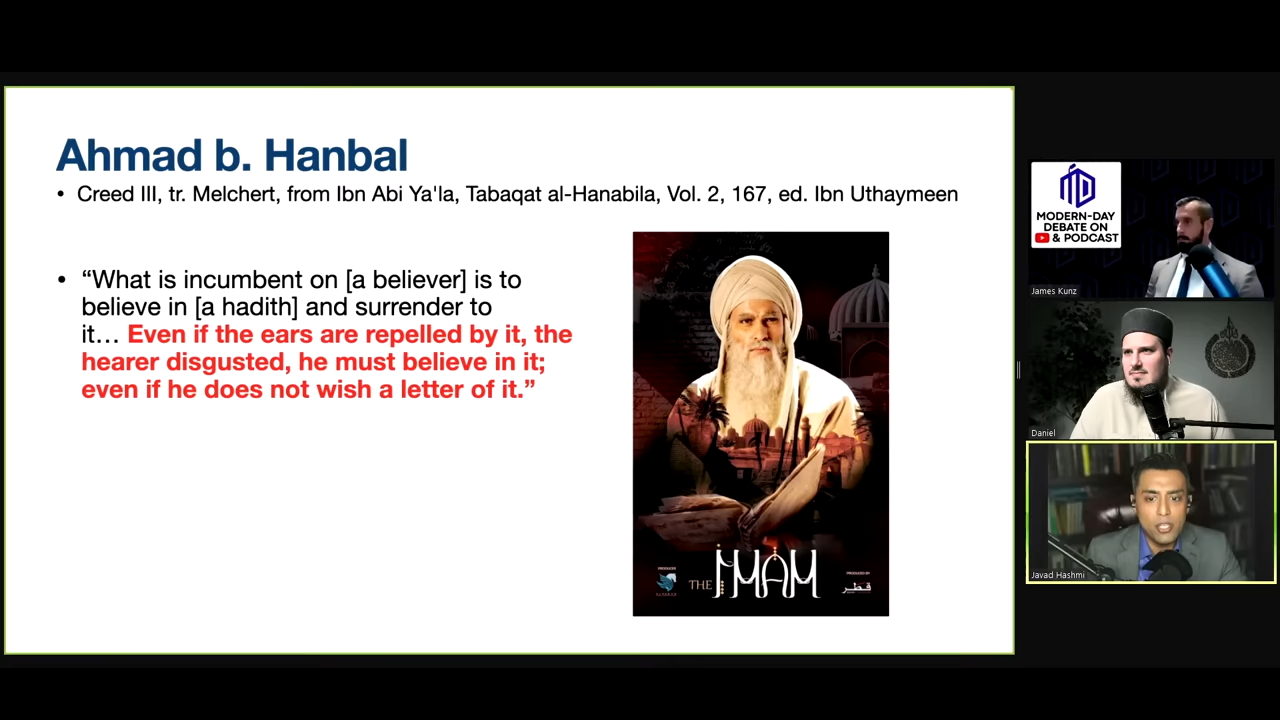 Ahmad b. Hanbal
• Creed III, tr. Melchert, from Ibn Abi Ya'la, Tabaqat al-Hanabila, Vol. 2, 167, ed. Ibn Uthaymeen
• “What is incumbent on [a believer] is to
believe in [a hadith] and surrender to
it… Even if the ears are repelled by it, the
hearer disgusted, he must believe in it;
even if he does not wish a letter of it.”
THE IMAM
قطر
MODERN-DAY
DEBATE ON
& PODCAST
James Kunz
Daniel
Javad Hashmi